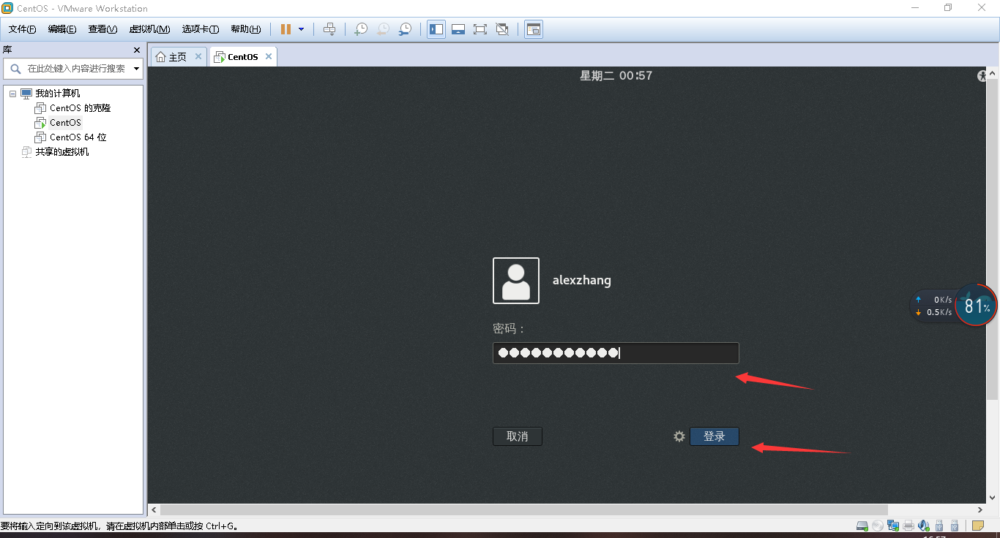 CentOS - VMware Workstation
文件(F) 编辑(E) 查看(V) 虚拟机(M) 选项卡(T) 帮助(H)
库
在此处键入内容进行搜索
我的计算机
CentOS 的克隆
CentOS
CentOS 64 位
共享的虚拟机
主页 CentOS
星期二 00:57
alexzhang
密码：
取消 登录
0K/s
0.5K/s
81%
要将输入定向到该虚拟机，请在虚拟机内部单击或按 Ctrl+G。